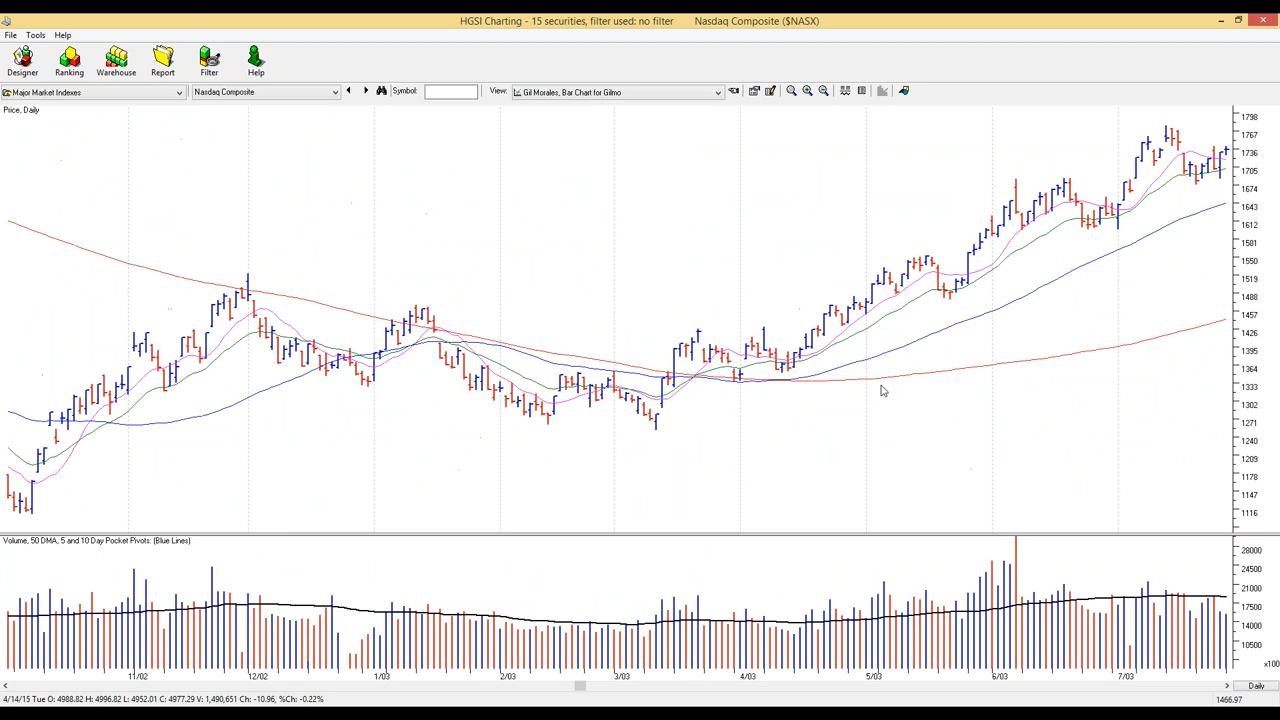 HGSI Charting - 15 securities, filter used: no filter Nasdaq Composite ($NASX)
File Tools Help
Designer Ranking Warehouse Report Filter Help
Major Market Indexes Nasdaq Composite Symbol: View: Gil Morales, Bar Chart for Gilmo
Price, Daily
1798
1767
1736
1705
1674
1643
1612
1581
1550
1519
1488
1457
1426
1395
1364
1333
1302
1271
1240
1209
1178
1147
1116
Volume, 50 DMA, 5 and 10 Day Pocket Pivots: (Blue Lines)
28000
24500
21000
17500
14000
10500
x100
11/02 12/02 1/03 2/03 3/03 4/03 5/03 6/03 7/03
Daily
4/14/15 Tue O: 4988.82 H: 4996.82 L: 4952.01 C: 4977.29 V: 1,490,651 Ch: -10.96, %Ch: -0.22% 1466.97